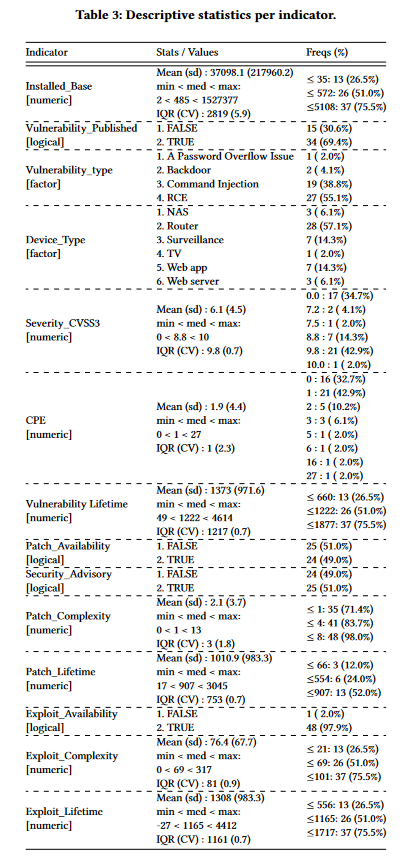 Table 3: Descriptive statistics per indicator.
Indicator Stats / Values Freqs (%)
Installed_Base
[numeric]
Mean (sd) : 37098.1 (217960.2)
min < med < max:
2 < 485 < 1527377
IQR (CV) : 2819 (5.9)
≤ 35: 13 (26.5%)
≤ 572: 26 (51.0%)
≤5108: 37 (75.5%)
Vulnerability_Published
[logical]
1. FALSE
2. TRUE
15 (30.6%)
34 (69.4%)
Vulnerability_type
[factor]
1. A Password Overflow Issue
2. Backdoor
3. Command Injection
4. RCE
1 ( 2.0%)
2 ( 4.1%)
19 (38.8%)
27 (55.1%)
Device_Type
[factor]
1. NAS
2. Router
3. Surveillance
4. TV
5. Web app
6. Web server
3 ( 6.1%)
28 (57.1%)
7 (14.3%)
1 (2.0%)
7 (14.3%)
3 ( 6.1%)
Severity_CVSS3
[numeric]
Mean (sd) : 6.1 (4.5)
min < med < max:
0 < 8.8 < 10
IQR (CV) : 9.8 (0.7)
0.0 : 17 (34.7%)
7.2 : 2 ( 4.1%)
7.5 : 1 ( 2.0%)
8.8 : 7 (14.3%)
9.8 : 21 (42.9%)
10.0 : 1 ( 2.0%)
CPE
[numeric]
Mean (sd) : 1.9 (4.4)
min < med < max:
0 < 1 < 27
IQR (CV) : 1 (2.3)
0 : 16 (32.7%)
1 : 21 (42.9%)
2 : 5 (10.2%)
3 : 3 ( 6.1%)
5 : 1 ( 2.0%)
6 : 1 ( 2.0%)
16 : 1 ( 2.0%)
27 : 1 ( 2.0%)
Vulnerability Lifetime
[numeric]
Mean (sd) : 1373 (971.6)
min < med < max:
49 < 1222 < 4614
IQR (CV) : 1217 (0.7)
≤ 660: 13 (26.5%)
≤1222: 26 (51.0%)
≤1877: 37 (75.5%)
Patch_Availability
[logical]
1. FALSE
2. TRUE
25 (51.0%)
24 (49.0%)
Security_Advisory
[logical]
1. FALSE
2. TRUE
24 (49.0%)
25 (51.0%)
Patch_Complexity
[numeric]
Mean (sd) : 2.1 (3.7)
min < med < max:
0 < 1 < 13
IQR (CV) : 3 (1.8)
≤ 1: 35 (71.4%)
≤ 4: 41 (83.7%)
≤ 8: 48 (98.0%)
Patch_Lifetime
[numeric]
Mean (sd) : 1010.9 (983.3)
min < med < max:
17 < 907 < 3045
IQR (CV) : 753 (0.7)
≤ 66: 3 (12.0%)
≤554: 6 (24.0%)
≤907: 13 (52.0%)
Exploit_Availability
[logical]
1. FALSE
2. TRUE
1 ( 2.0%)
48 (97.9%)
Exploit_Complexity
[numeric]
Mean (sd) : 76.4 (67.7)
min < med < max:
0 < 69 < 317
IQR (CV) : 81 (0.9)
≤ 21: 13 (26.5%)
≤ 69: 26 (51.0%)
≤101: 37 (75.5%)
Exploit_Lifetime
[numeric]
Mean (sd) : 1308 (983.3)
min < med < max:
-27 < 1165 < 4412
IQR (CV) : 1161 (0.7)
≤ 556: 13 (26.5%)
≤1165: 26 (51.0%)
≤1717: 37 (75.5%)